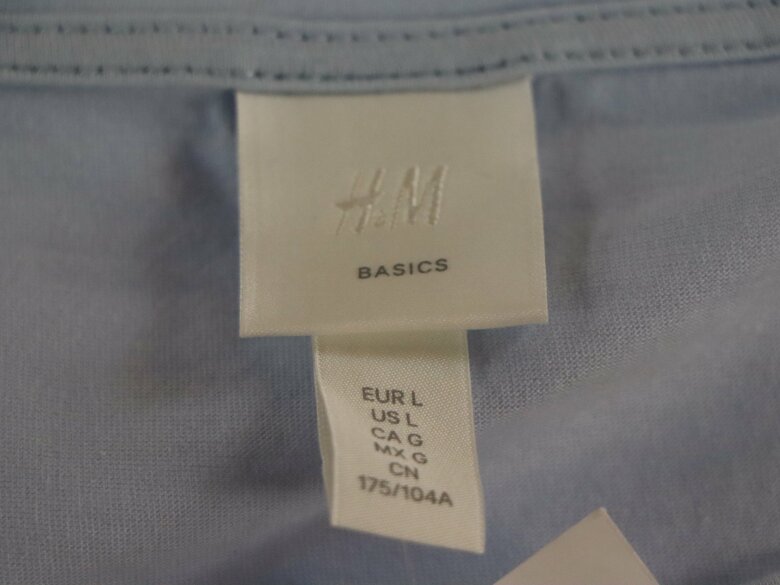 H&M
BASICS
EUR L
US L
CA G
MX G
CN
175/104A